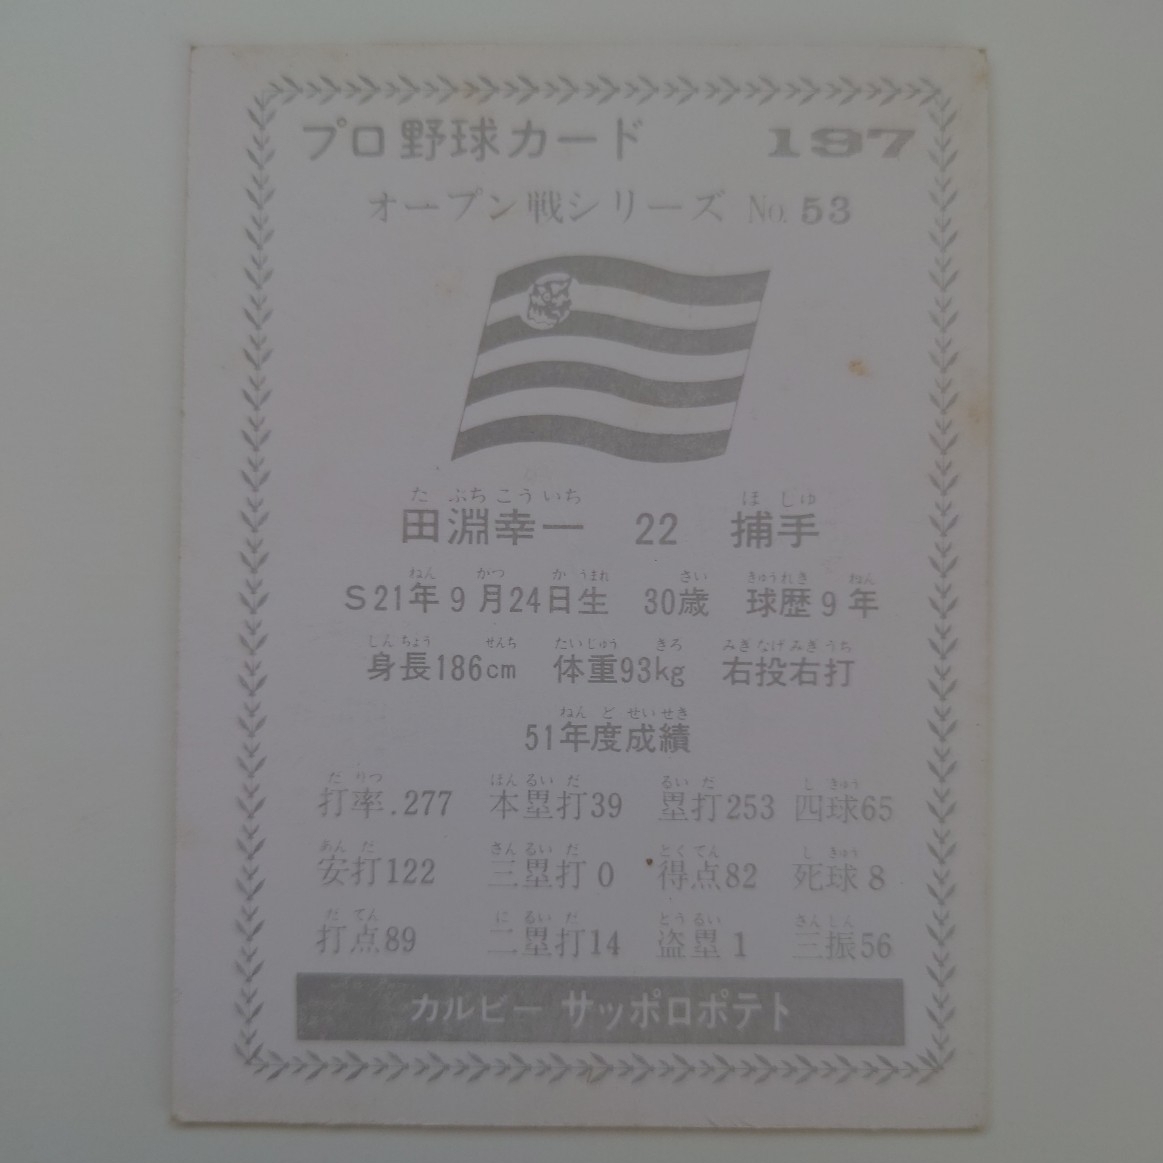 プロ野球カード 197
オープン戦シリーズ No. 53
た ぶち こう いち ほ しゅ
田淵幸一 22 捕手
ねん がつ か うまれ さい きゅうれき ねん
S21年9月24日生 30歳 球歴9年
しんちょう せんち たいじゅう きろ みぎなげみぎうち
身長186cm 体重93kg 右投右打
ねん ど せいせき
51年度成績
だ りつ ほん るい だ るい だ し きゅう
打率.277 本塁打39 塁打253 四球65
あん だ さん るい だ とく てん し きゅう
安打122 三塁打0 得点82 死球8
だ てん に るい だ とう るい さん しん
打点89 二塁打14 盗塁1 三振56
カルビー サッポロポテト